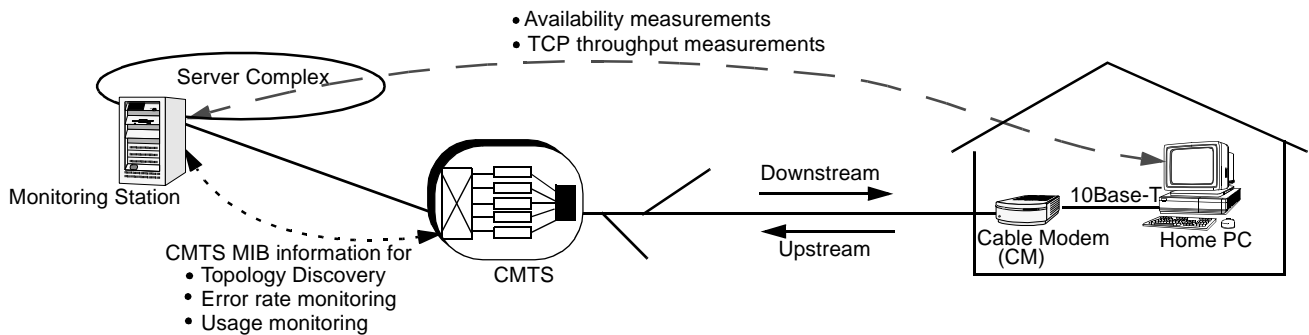 • Availability measurements
• TCP throughput measurements
Server Complex
Monitoring Station
Downstream
Upstream
10Base-T
Cable Modem
(CM)
Home PC
CMTS
CMTS MIB information for
• Topology Discovery
• Error rate monitoring
• Usage monitoring